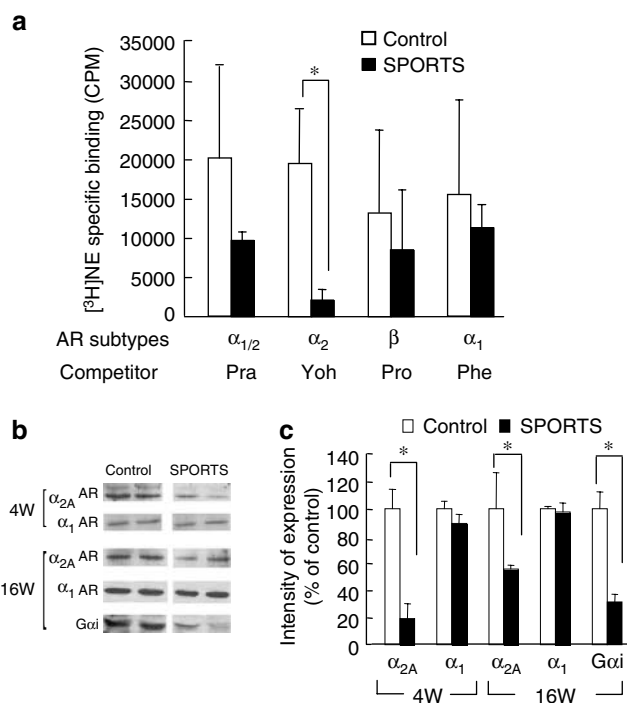 a
[³H]NE specific binding (CPM)
35000
30000
25000
20000
15000
10000
5000
0
Control
SPORTS
*
AR subtypes α1/2 α2 β α1
Competitor Pra Yoh Pro Phe
b
Control SPORTS
4W
α2A AR
α1 AR
16W
α2A AR
α1 AR
Gαi
c
Control SPORTS
Intensity of expression
(% of control)
140
120
100
80
60
40
20
0
* * *
α2A α1 α2A α1 Gαi
4W 16W